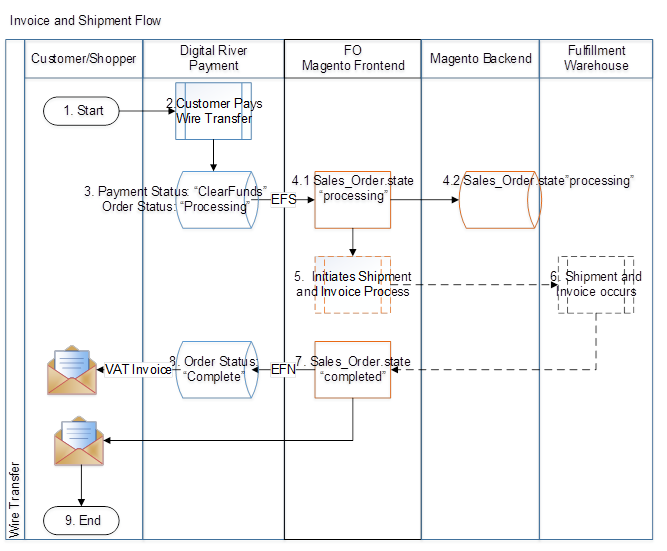 Invoice and Shipment Flow
Customer/Shopper
Digital River
Payment
FO
Magento Frontend
Magento Backend
Fulfillment
Warehouse
1. Start
2.Customer Pays
Wire Transfer
3. Payment Status: “ClearFunds”
Order Status: “Processing”
EFS
4.1 Sales_Order.state
“processing”
4.2 Sales_Order.state”processing”
5.  Initiates Shipment
and Invoice Process
6. Shipment and
Invoice occurs
VAT Invoice
8. Order Status:
“Complete”
EFN
7. Sales_Order.state
“completed”
9. End
Wire Transfer